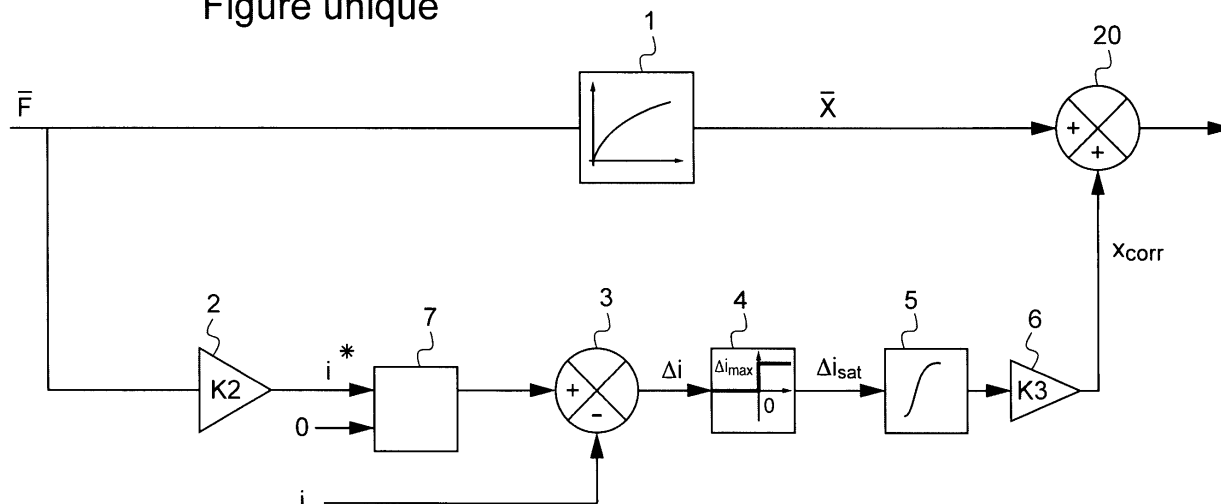 Figure unique
1
20
F̅
X̅
+
+
xcorr
2
7
3
4
5
6
K2
i*
0
+
-
Δi
Δimax
0
Δisat
K3
i